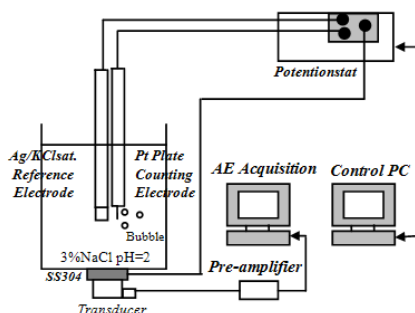 Potentionstat
Ag/KClsat.
Reference
Electrode
Pt Plate
Counting
Electrode
AE Acquisition
Control PC
Bubble
3%NaCl pH=2
SS304
Pre-amplifier
Transducer